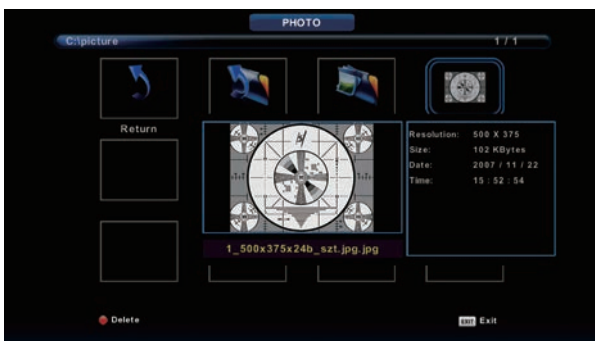 PHOTO
C:\picture
1 / 1
Return
Resolution: 500 X 375
Size: 102 KBytes
Date: 2007 / 11 / 22
Time: 15 : 52 : 54
1_500x375x24b_szt.jpg.jpg
Delete
EXIT Exit